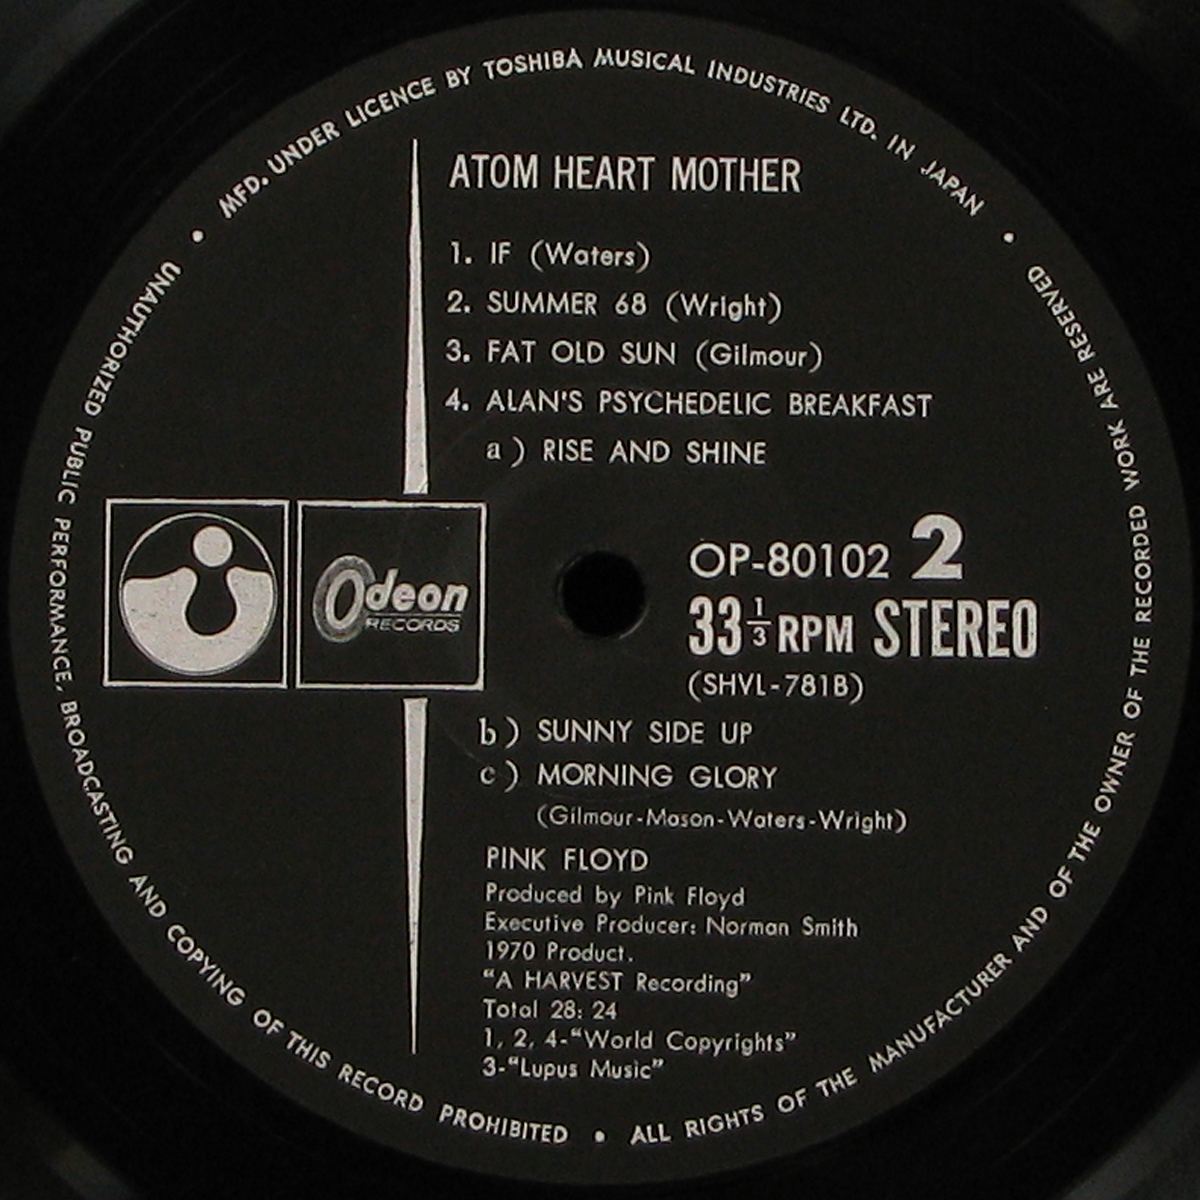 MFD. UNDER LICENCE BY TOSHIBA MUSICAL INDUSTRIES LTD. IN JAPAN •
ATOM HEART MOTHER
1. IF (Waters)
2. SUMMER 68 (Wright)
3. FAT OLD SUN (Gilmour)
4. ALAN'S PSYCHEDELIC BREAKFAST
a) RISE AND SHINE
Odeon
RECORDS
OP-80102 2
33 1/3 RPM STEREO
(SHVL-781B)
b) SUNNY SIDE UP
c) MORNING GLORY
(Gilmour-Mason-Waters-Wright)
PINK FLOYD
Produced by Pink Floyd
Executive Producer: Norman Smith
1970 Product.
"A HARVEST Recording"
Total 28: 24
1, 2, 4-"World Copyrights"
3-"Lupus Music"
• UNAUTHORIZED PUBLIC PERFORMANCE, BROADCASTING AND COPYING OF THIS RECORD PROHIBITED •
ALL RIGHTS OF THE MANUFACTURER AND OF THE OWNER OF THE RECORDED WORK ARE RESERVED